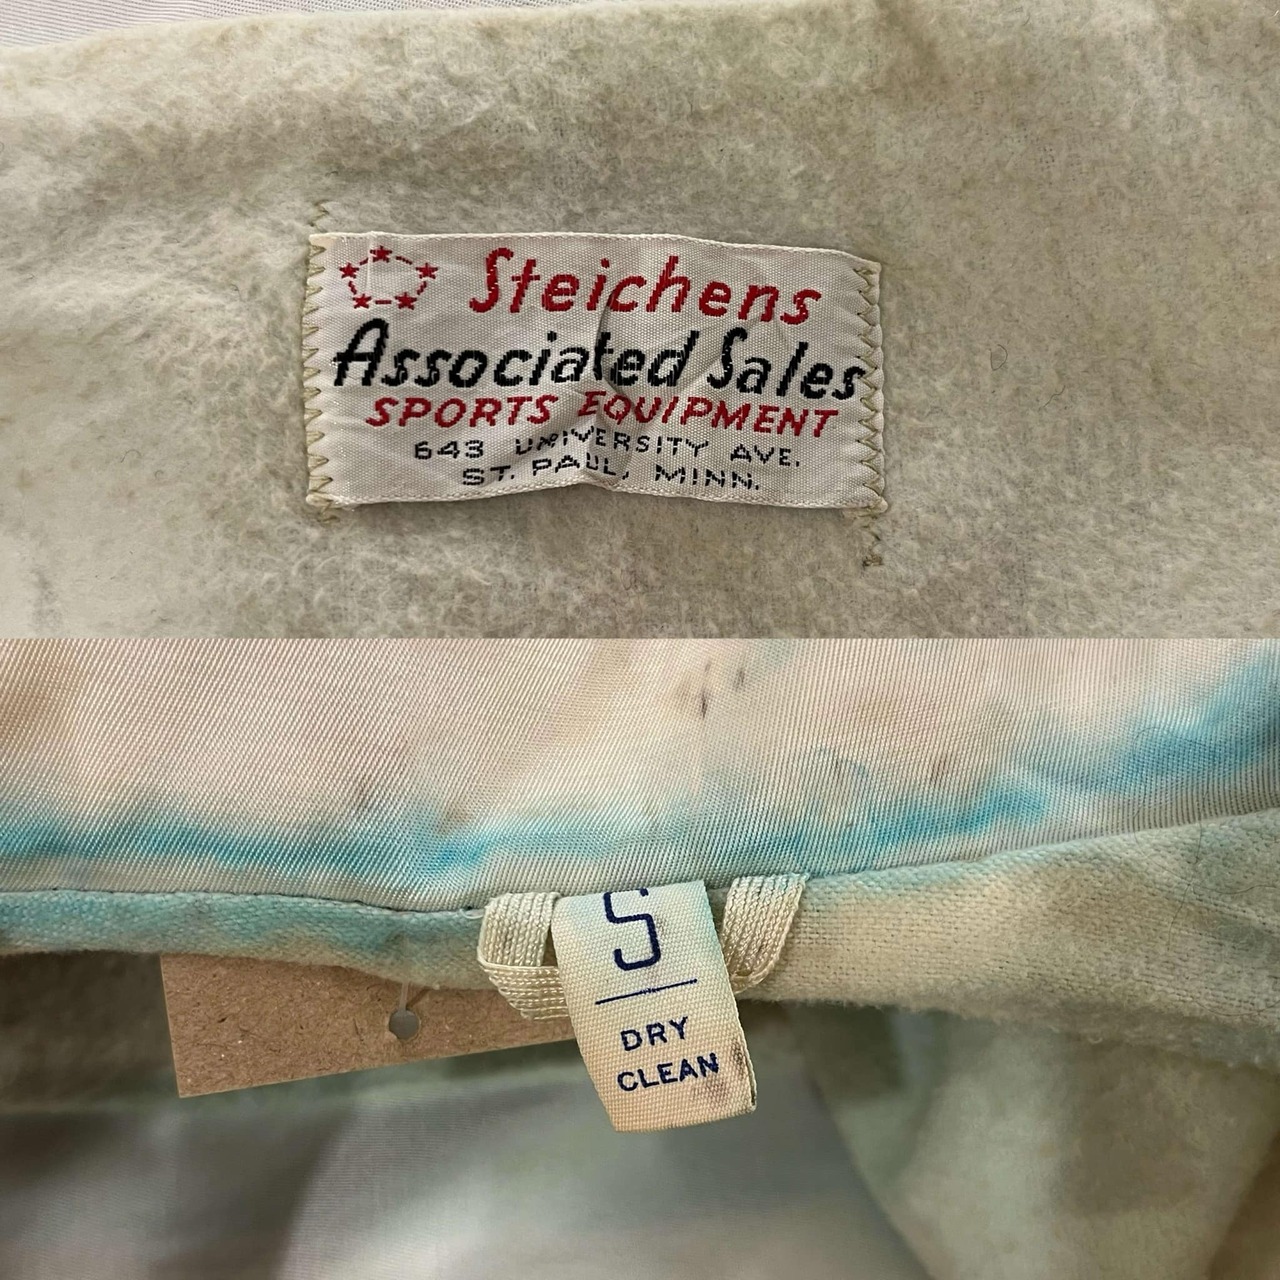 Steichens
Associated Sales
SPORTS EQUIPMENT
643 UNIVERSITY AVE.
ST. PAUL, MINN.
S
DRY
CLEAN